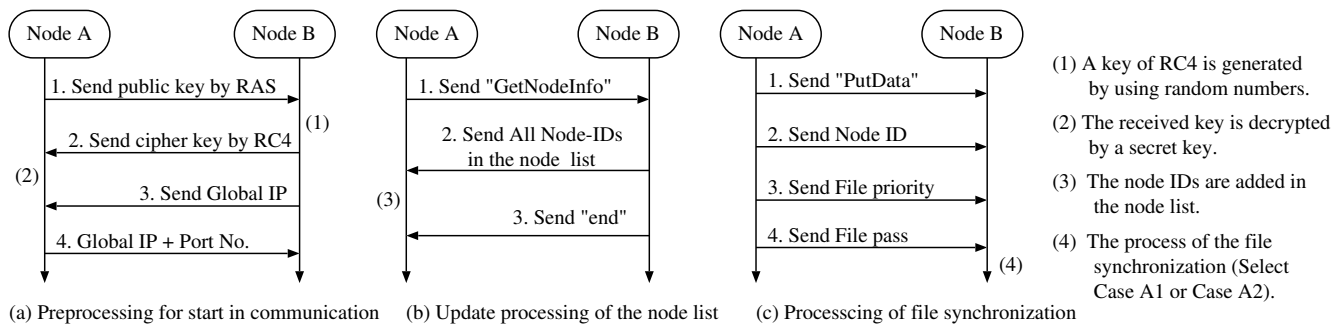 Node A
Node B
1. Send public key by RAS
(1)
2. Send cipher key by RC4
(2)
3. Send Global IP
4. Global IP + Port No.
(a) Preprocessing for start in communication
Node A
Node B
1. Send "GetNodeInfo"
2. Send All Node-IDs
in the node list
(3)
3. Send "end"
(b) Update processing of the node list
Node A
Node B
1. Send "PutData"
2. Send Node ID
3. Send File priority
4. Send File pass
(4)
(c) Processcing of file synchronization
(1) A key of RC4 is generated
by using random numbers.
(2) The received key is decrypted
by a secret key.
(3) The node IDs are added in
the node list.
(4) The process of the file
synchronization (Select
Case A1 or Case A2).